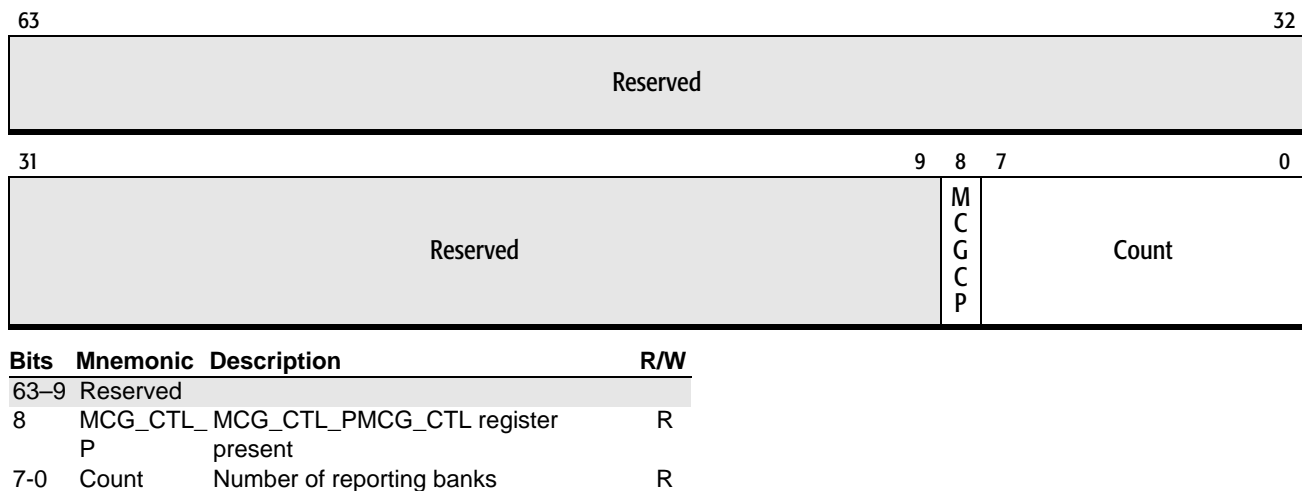 63 32
Reserved
31 9 8 7 0
Reserved
M
C
G
C
P
Count
Bits Mnemonic Description R/W
63–9 Reserved
8 MCG_CTL_ MCG_CTL_PMCG_CTL register R
P present
7-0 Count Number of reporting banks R